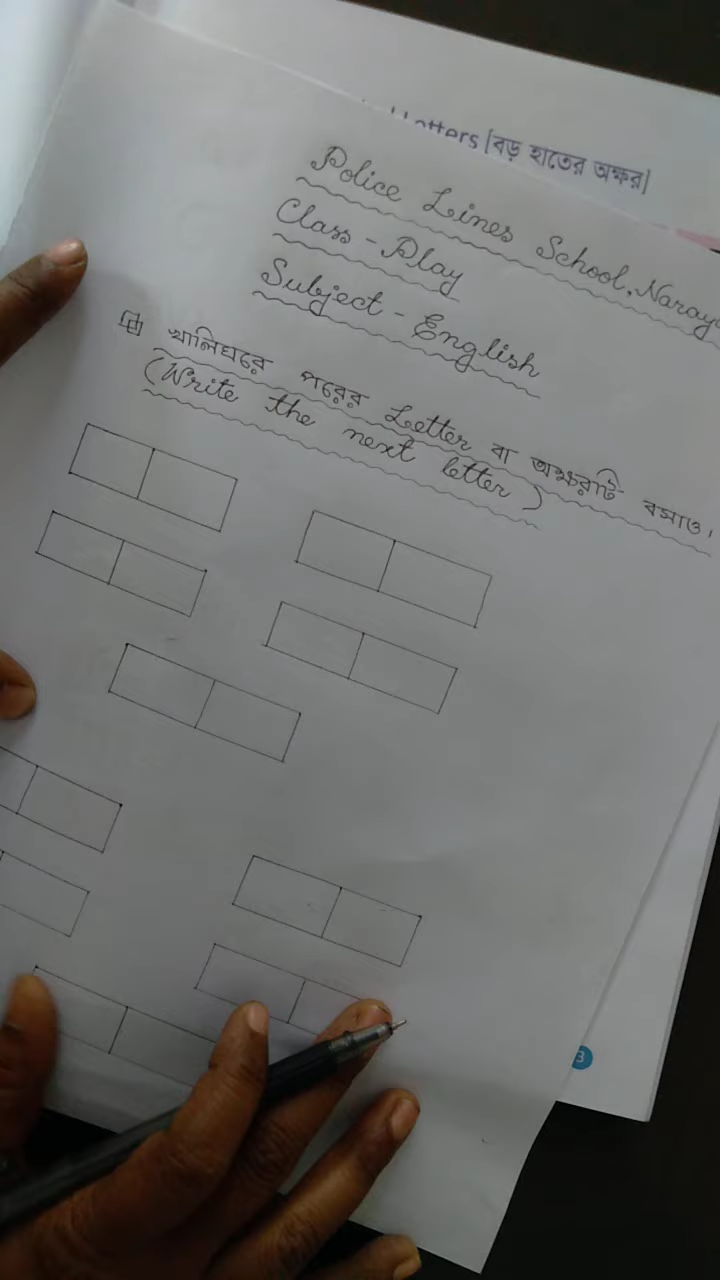 Letters [বড় হাতের অক্ষর]
Police Lines School,
Class - Play
Subject - English
খালিঘরে পরের Letter বা অক্ষরটি বসাও।
(Write the next letter)
3